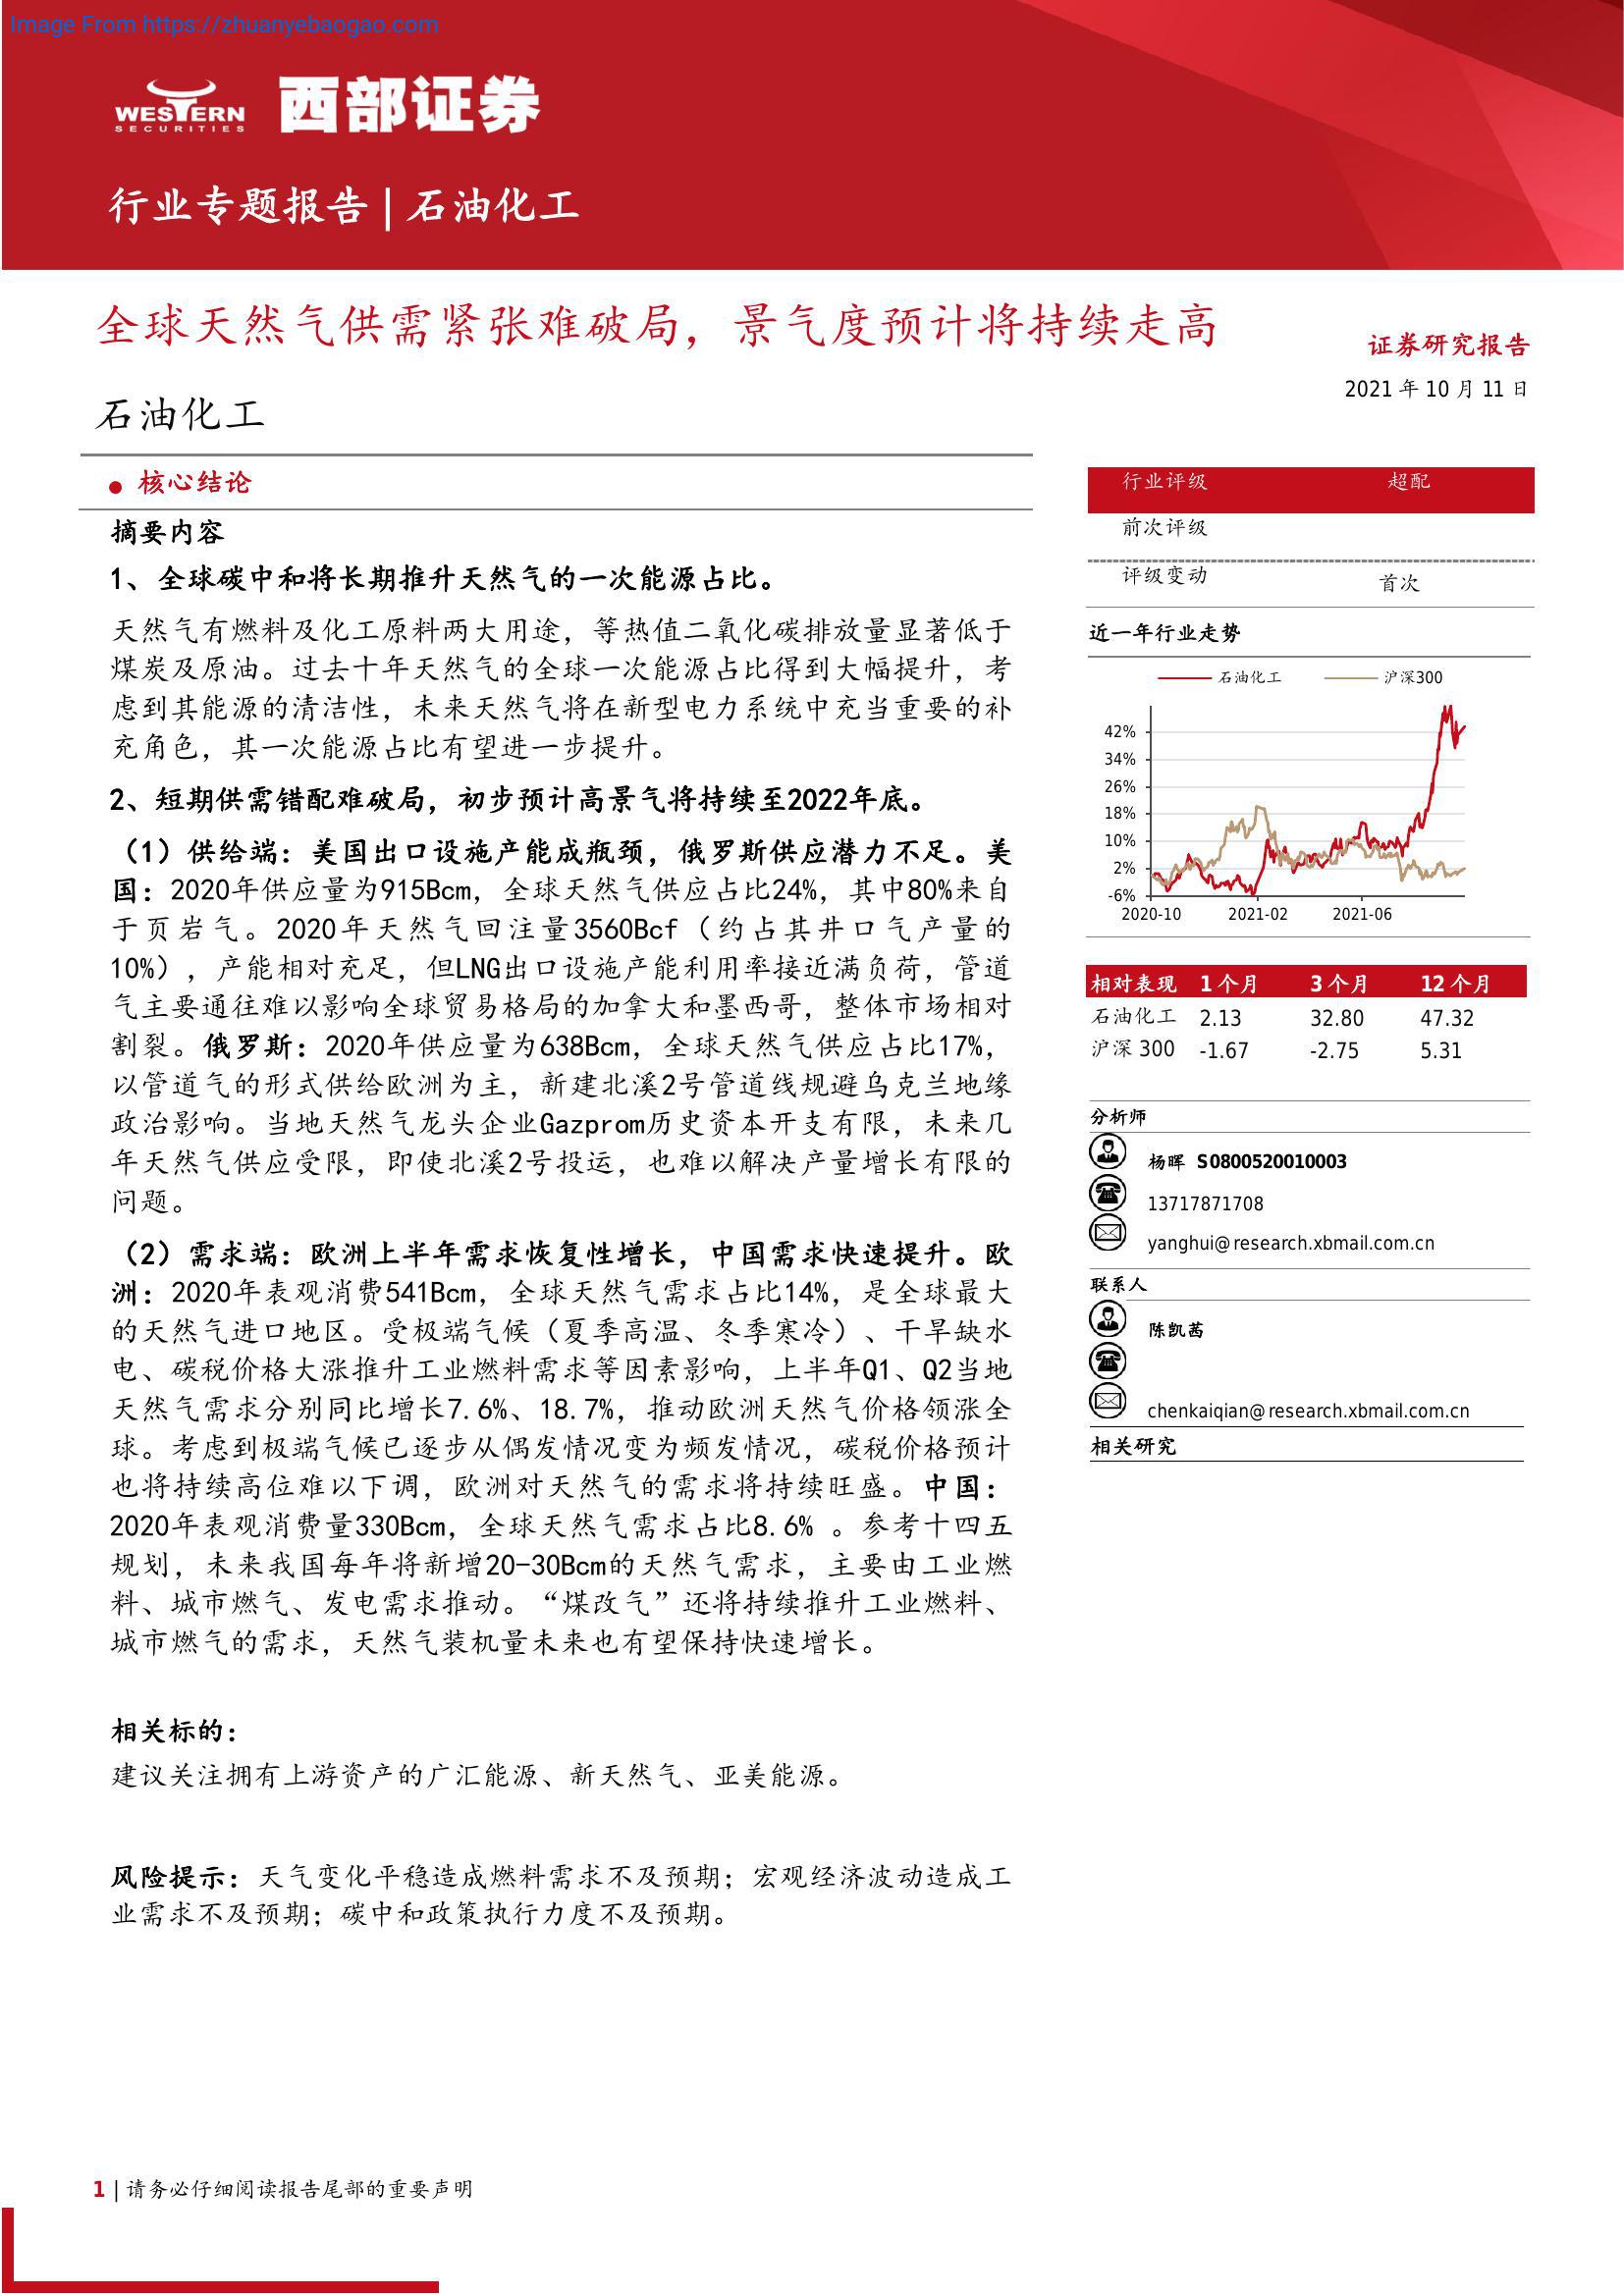 Image From https://zhuanyebaogao.com
WESTERN
SECURITIES
西部证券
行业专题报告 | 石油化工
全球天然气供需紧张难破局，景气度预计将持续走高
石油化工
● 核心结论
摘要内容
1、全球碳中和将长期推升天然气的一次能源占比。
天然气有燃料及化工原料两大用途，等热值二氧化碳排放量显著低于
煤炭及原油。过去十年天然气的全球一次能源占比得到大幅提升，考
虑到其能源的清洁性，未来天然气将在新型电力系统中充当重要的补
充角色，其一次能源占比有望进一步提升。
2、短期供需错配难破局，初步预计高景气将持续至2022年底。
（1）供给端：美国出口设施产能成瓶颈，俄罗斯供应潜力不足。美
国：2020年供应量为915Bcm，全球天然气供应占比24%，其中80%来自
于页岩气。2020年天然气回注量3560Bcf（约占其井口气产量的
10%），产能相对充足，但LNG出口设施产能利用率接近满负荷，管道
气主要通往难以影响全球贸易格局的加拿大和墨西哥，整体市场相对
割裂。俄罗斯：2020年供应量为638Bcm，全球天然气供应占比17%，
以管道气的形式供给欧洲为主，新建北溪2号管道线规避乌克兰地缘
政治影响。当地天然气龙头企业Gazprom历史资本开支有限，未来几
年天然气供应受限，即使北溪2号投运，也难以解决产量增长有限的
问题。
（2）需求端：欧洲上半年需求恢复性增长，中国需求快速提升。欧
洲：2020年表观消费541Bcm，全球天然气需求占比14%，是全球最大
的天然气进口地区。受极端气候（夏季高温、冬季寒冷）、干旱缺水
电、碳税价格大涨推升工业燃料需求等因素影响，上半年Q1、Q2当地
天然气需求分别同比增长7.6%、18.7%，推动欧洲天然气价格领涨全
球。考虑到极端气候已逐步从偶发情况变为频发情况，碳税价格预计
也将持续高位难以下调，欧洲对天然气的需求将持续旺盛。中国：
2020年表观消费量330Bcm，全球天然气需求占比8.6% 。参考十四五
规划，未来我国每年将新增20-30Bcm的天然气需求，主要由工业燃
料、城市燃气、发电需求推动。“煤改气”还将持续推升工业燃料、
城市燃气的需求，天然气装机量未来也有望保持快速增长。
相关标的：
建议关注拥有上游资产的广汇能源、新天然气、亚美能源。
风险提示：天气变化平稳造成燃料需求不及预期；宏观经济波动造成工
业需求不及预期；碳中和政策执行力度不及预期。
证券研究报告
2021 年 10 月 11 日
行业评级 超配
前次评级
评级变动 首次
近一年行业走势
石油化工 沪深300
42%
34%
26%
18%
10%
2%
-6%
2020-10 2021-02 2021-06
相对表现 1 个月 3 个月 12 个月
石油化工 2.13 32.80 47.32
沪深 300 -1.67 -2.75 5.31
分析师
杨晖 S0800520010003
13717871708
yanghui@research.xbmail.com.cn
联系人
陈凯茜
chenkaiqian@research.xbmail.com.cn
相关研究
1 | 请务必仔细阅读报告尾部的重要声明